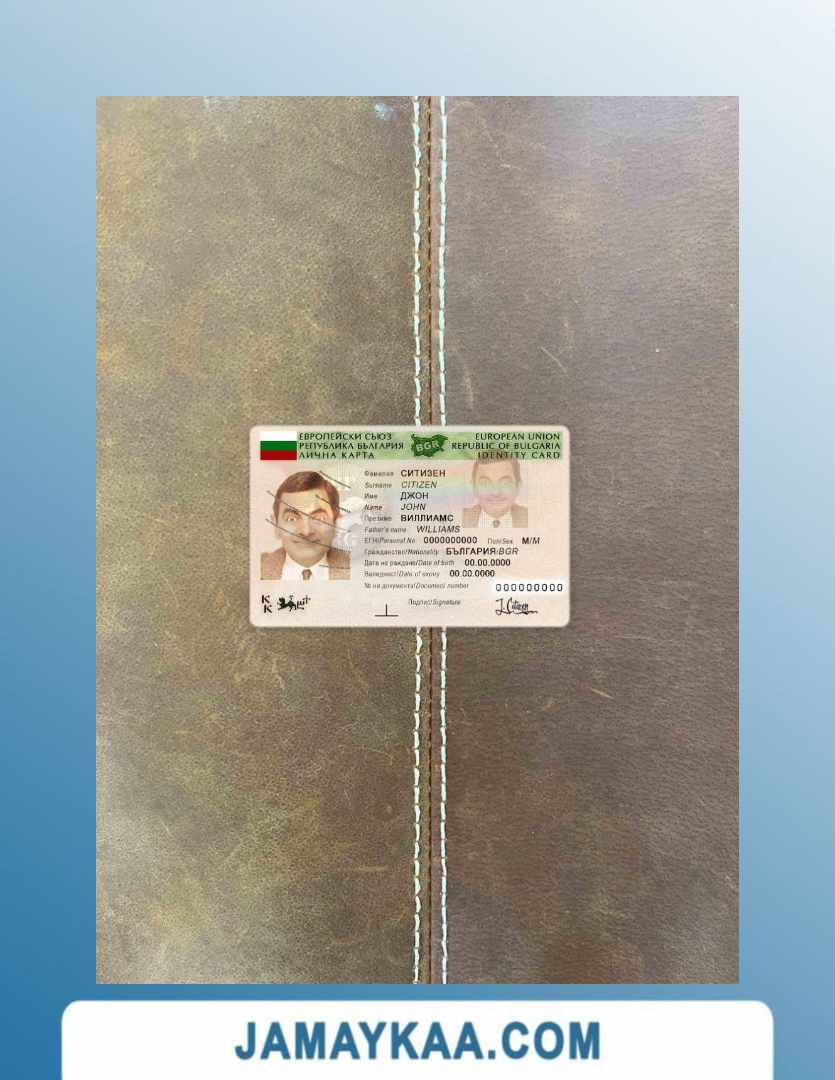 ЕВРОПЕЙСКИ СЪЮЗ
EUROPEAN UNION
РЕПУБЛИКА БЪЛГАРИЯ
BGR
REPUBLIC OF BULGARIA
ЛИЧНА КАРТА
IDENTITY CARD
Фамилия СИТИЗЕН
Surname CITIZEN
Име ДЖОН
Name JOHN
Презиме ВИЛЛИАМС
Father's name WILLIAMS
ЕГН/Personal No 0000000000 Пол/Sex М/M
Гражданство/Nationality БЪЛГАРИЯ/BGR
Дата на раждане/Date of birth 00.00.0000
Валидност/Date of expiry 00.00.0000
№ на документа/Document number 000000000
K
K
Подпис/Signature
J. Citizen
JAMAYKAA.COM